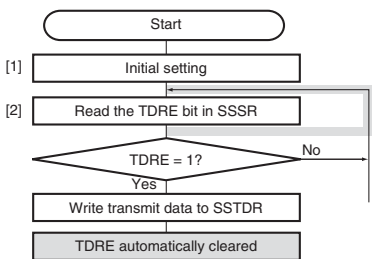 Start
[1] Initial setting
[2] Read the TDRE bit in SSSR
TDRE = 1?
No
Yes
Write transmit data to SSTDR
TDRE automatically cleared